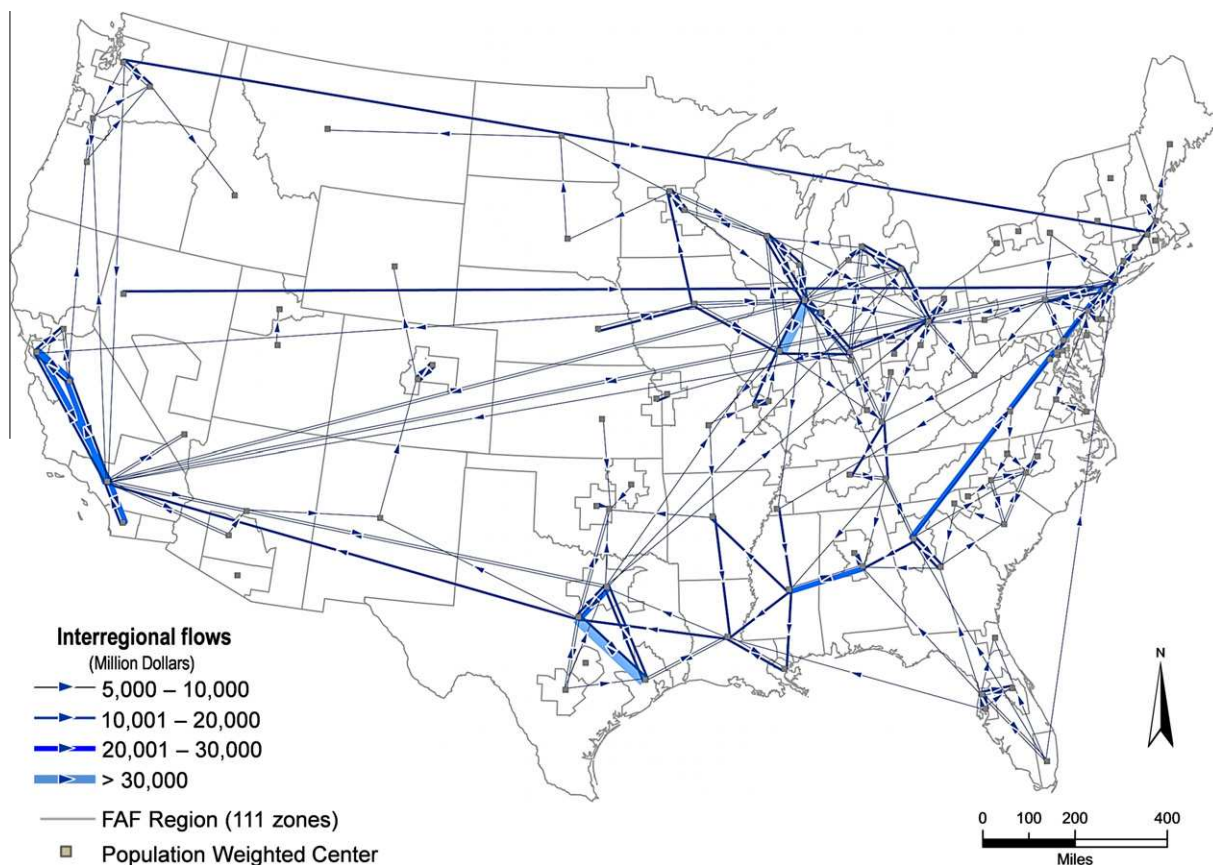 Interregional flows
(Million Dollars)
5,000 – 10,000
10,001 – 20,000
20,001 – 30,000
> 30,000
FAF Region (111 zones)
Population Weighted Center
N
0 100 200 400
Miles